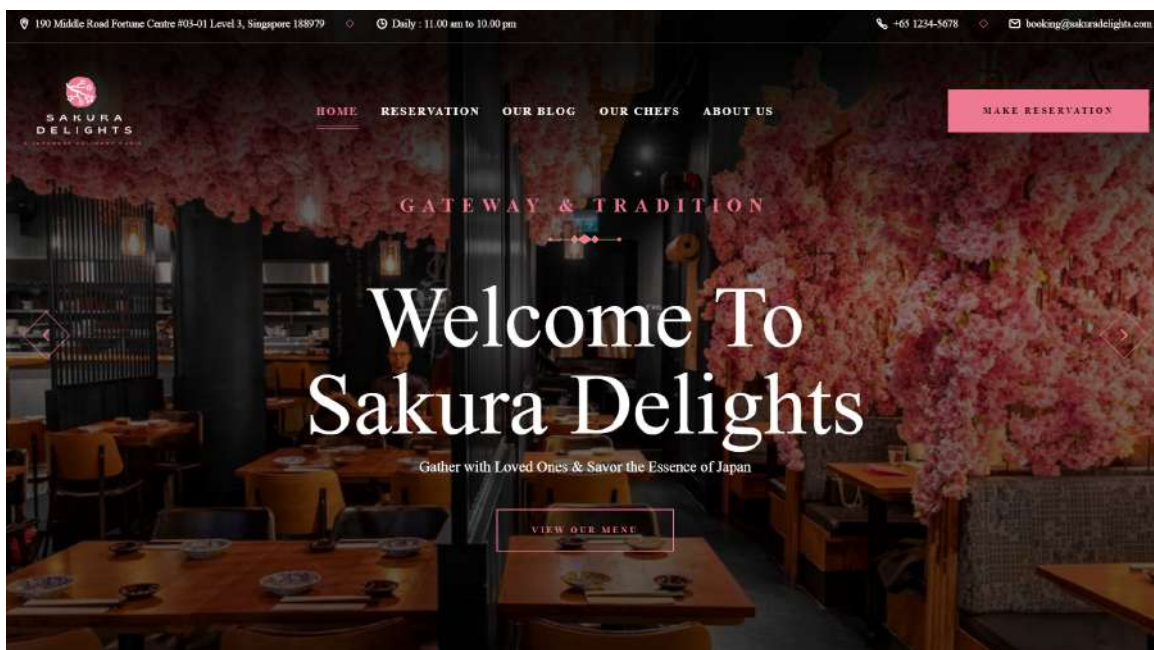 190 Middle Road Fortune Centre #03-01 Level 3, Singapore 188979
Daily : 11.00 am to 10.00 pm
+65 1234-5678
booking@sakuradelights.com
SAKURA
DELIGHTS
HOME
RESERVATION
OUR BLOG
OUR CHEFS
ABOUT US
MAKE RESERVATION
GATEWAY & TRADITION
Welcome To
Sakura Delights
Gather with Loved Ones & Savor the Essence of Japan
VIEW OUR MENU